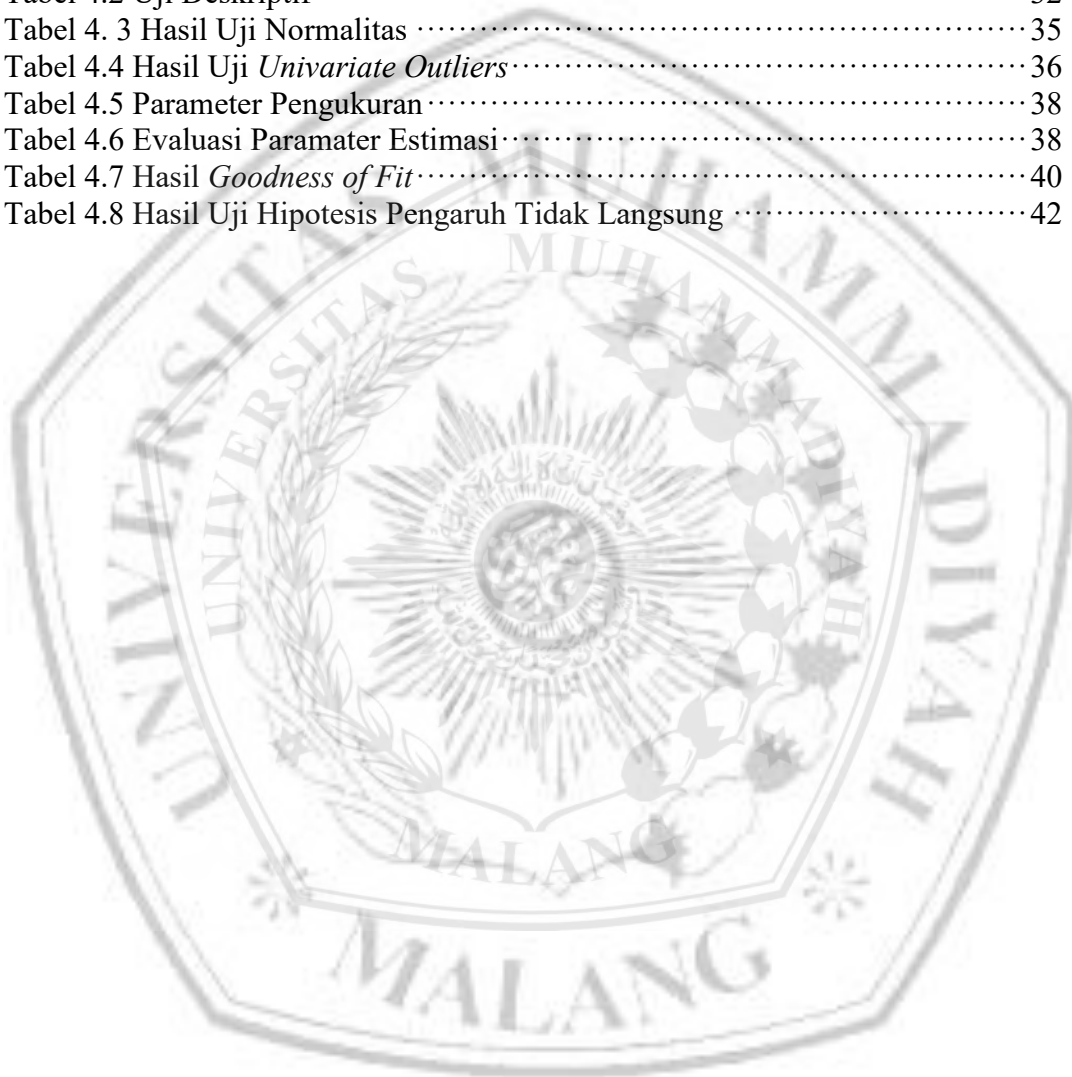 Tabel 4.2 Uji Deskriptif 32
Tabel 4. 3 Hasil Uji Normalitas ································································ 35
Tabel 4.4 Hasil Uji Univariate Outliers ································································ 36
Tabel 4.5 Parameter Pengukuran ································································ 38
Tabel 4.6 Evaluasi Paramater Estimasi ································································ 38
Tabel 4.7 Hasil Goodness of Fit ································································ 40
Tabel 4.8 Hasil Uji Hipotesis Pengaruh Tidak Langsung ································ 42
UNIVERSITAS MUHAMMADIYAH
UNIVERSITAS MUHAMMADIYAH
MALANG
MALANG